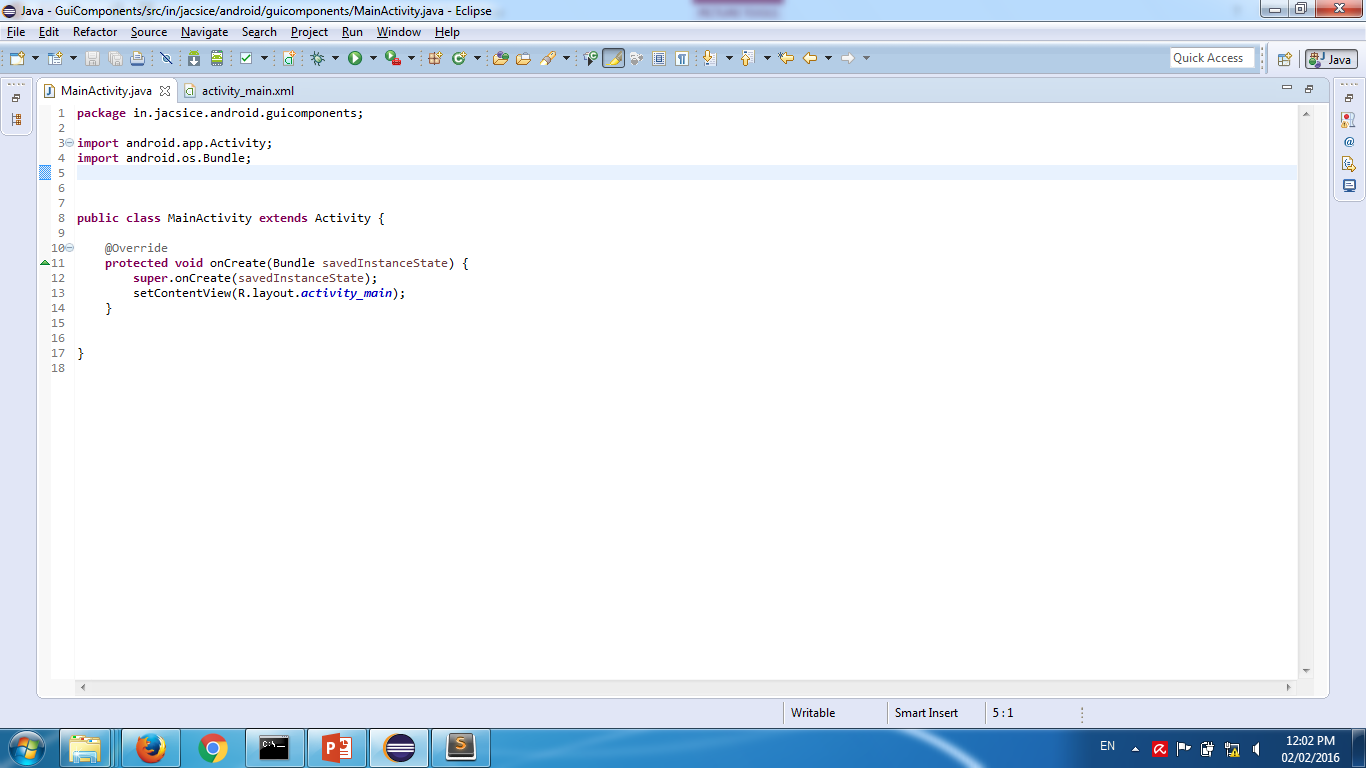 Java - GuiComponents/src/in/jacsice/android/guicomponents/MainActivity.java - Eclipse
File Edit Refactor Source Navigate Search Project Run Window Help
Quick Access
Java
MainActivity.java activity_main.xml
1 package in.jacsice.android.guicomponents;
2
3 import android.app.Activity;
4 import android.os.Bundle;
5
6
7
8 public class MainActivity extends Activity {
9
10 @Override
11 protected void onCreate(Bundle savedInstanceState) {
12 super.onCreate(savedInstanceState);
13 setContentView(R.layout.activity_main);
14 }
15
16
17 }
18
Writable Smart Insert 5 : 1
EN
12:02 PM
02/02/2016